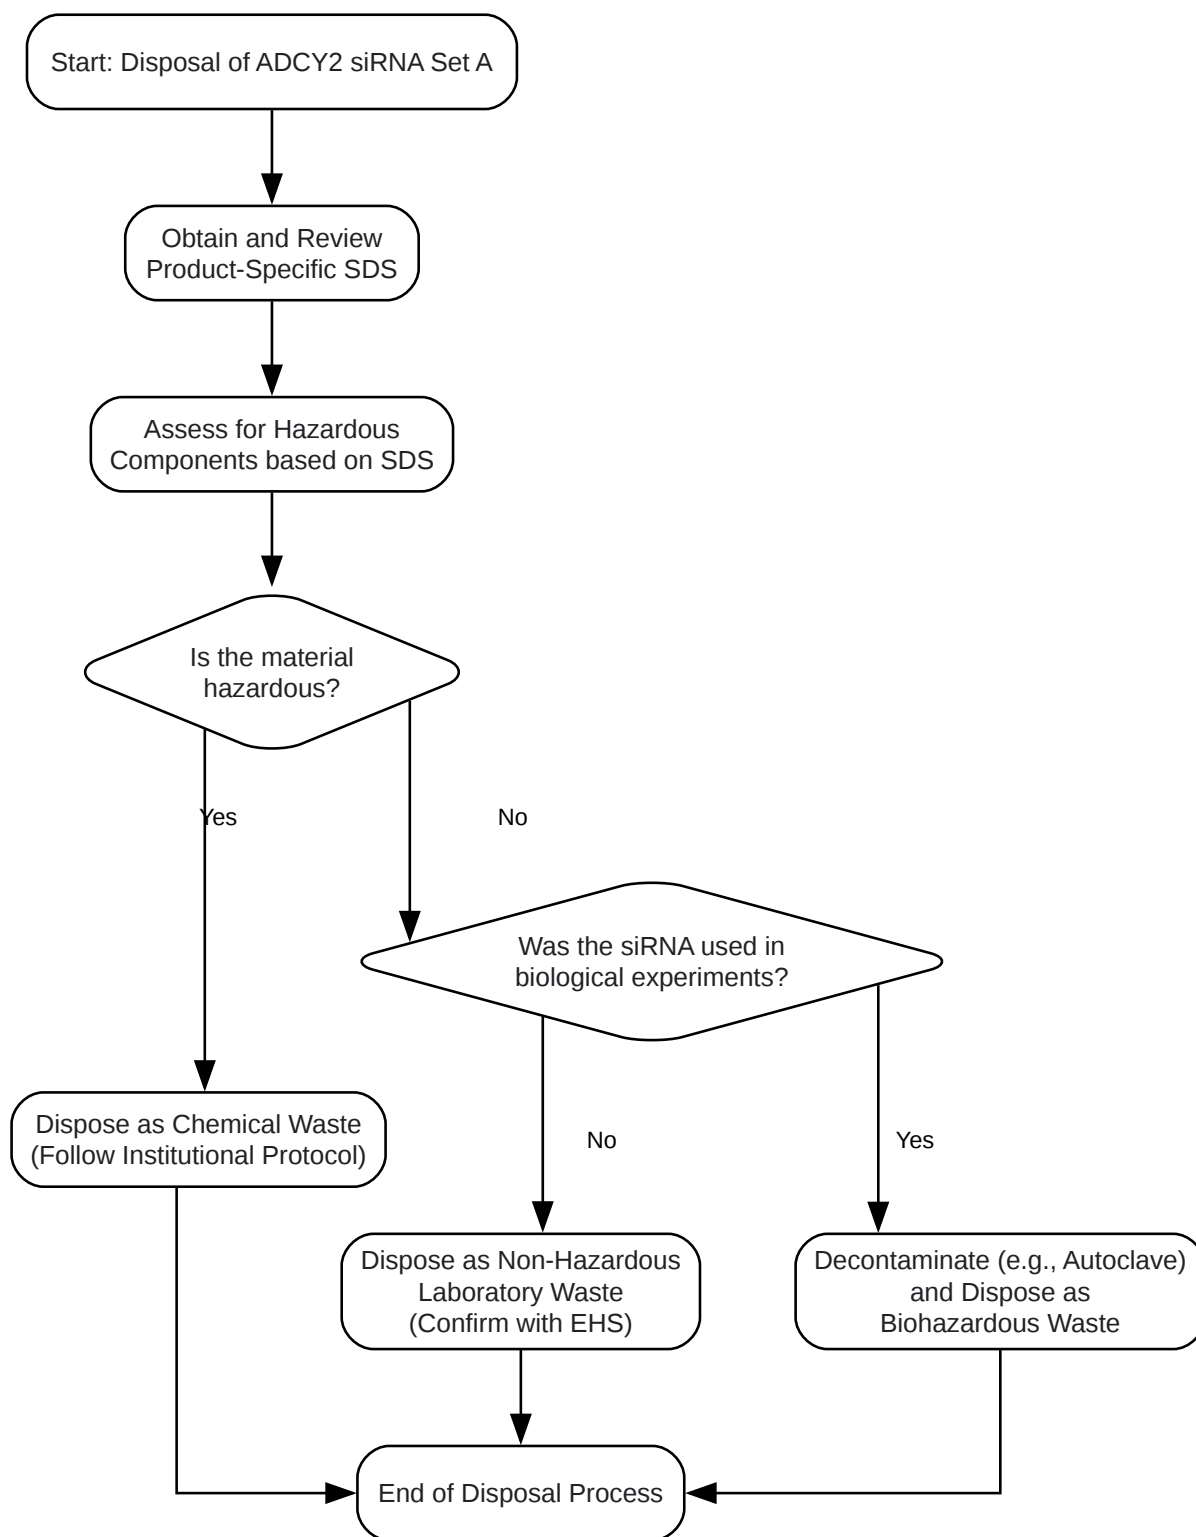 Start: Disposal of ADCY2 siRNA Set A
Obtain and Review
Product-Specific SDS
Assess for Hazardous
Components based on SDS
Is the material
hazardous?
Yes
No
Was the siRNA used in
biological experiments?
Dispose as Chemical Waste
(Follow Institutional Protocol)
No
Yes
Dispose as Non-Hazardous
Laboratory Waste
(Confirm with EHS)
Decontaminate (e.g., Autoclave)
and Dispose as
Biohazardous Waste
End of Disposal Process